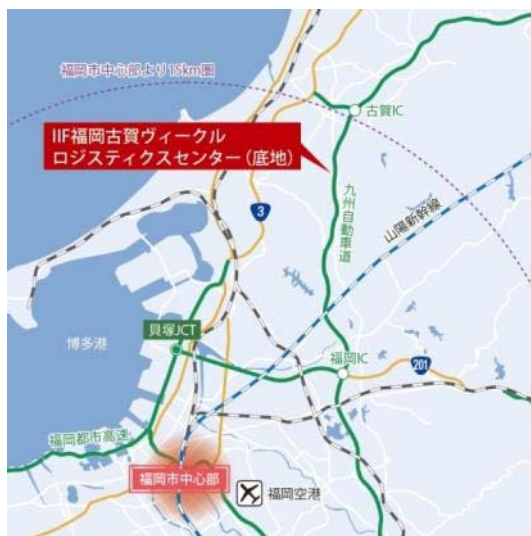 福岡市中心部より15km圏
古賀IC
IIF福岡古賀ヴィークル
ロジスティクスセンター(底地)
九州自動車道
山陽新幹線
3
貝塚JCT
博多港
福岡IC
201
福岡都市高速
福岡市中心部
福岡空港